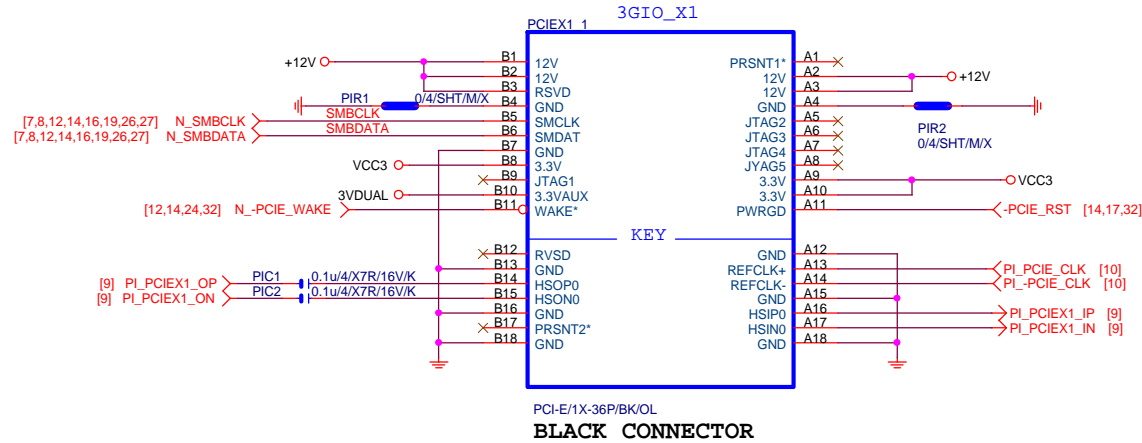 3GIO_X1
PCIEX1_1
+12V B1 12V PRSNT1* A1
B2 12V 12V A2 +12V
B3 RSVD 12V A3
PIR1 0/4/SHT/M/X B4 GND GND A4
[7,8,12,14,16,19,26,27] N_SMBCLK SMBCLK B5 SMCLK JTAG2 A5
[7,8,12,14,16,19,26,27] N_SMBDATA SMBDATA B6 SMDAT JTAG3 A6 PIR2
B7 GND JTAG4 A7 0/4/SHT/M/X
VCC3 B8 3.3V JYAG5 A8
B9 JTAG1 3.3V A9 VCC3
3VDUAL B10 3.3VAUX 3.3V A10
[12,14,24,32] N_-PCIE_WAKE B11 WAKE* PWRGD A11 -PCIE_RST [14,17,32]
KEY
B12 RVSD GND A12
B13 GND REFCLK+ A13 PI_PCIE_CLK [10]
[9] PI_PCIEX1_OP PIC1 0.1u/4/X7R/16V/K B14 HSOP0 REFCLK- A14 PI_-PCIE_CLK [10]
[9] PI_PCIEX1_ON PIC2 0.1u/4/X7R/16V/K B15 HSON0 GND A15
B16 GND HSIP0 A16 PI_PCIEX1_IP [9]
B17 PRSNT2* HSIN0 A17 PI_PCIEX1_IN [9]
B18 GND GND A18
PCI-E/1X-36P/BK/OL
BLACK CONNECTOR